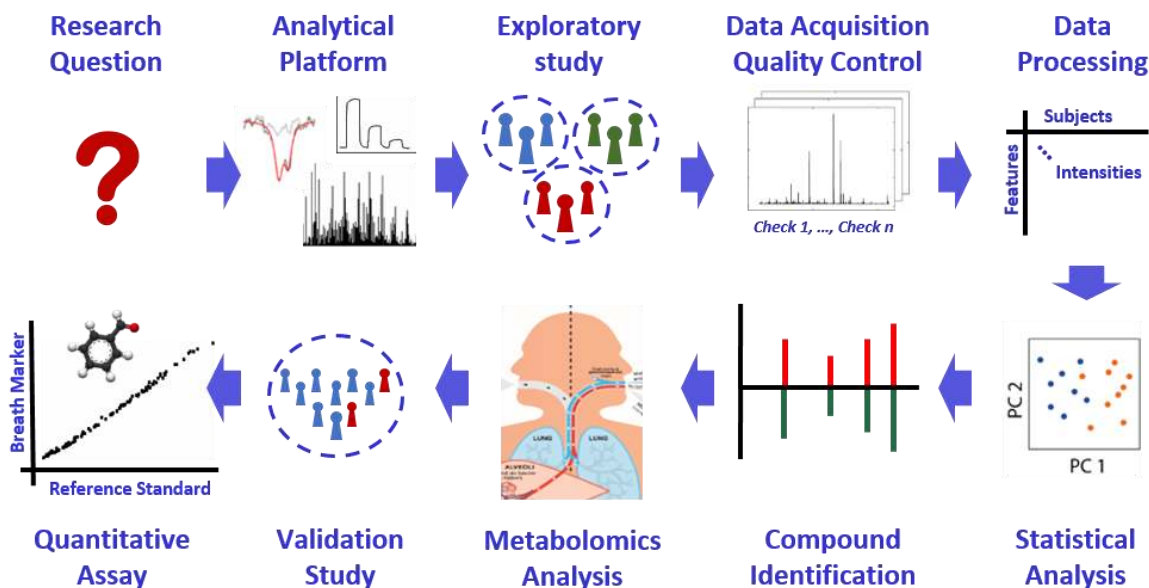 Research
Question
Analytical
Platform
Exploratory
study
Data Acquisition
Quality Control
Data
Processing
Check 1, ..., Check n
Subjects
Features
Intensities
Breath Marker
Reference Standard
LUNG
LUNG
ALVEOLI
PC 2
PC 1
Quantitative
Assay
Validation
Study
Metabolomics
Analysis
Compound
Identification
Statistical
Analysis